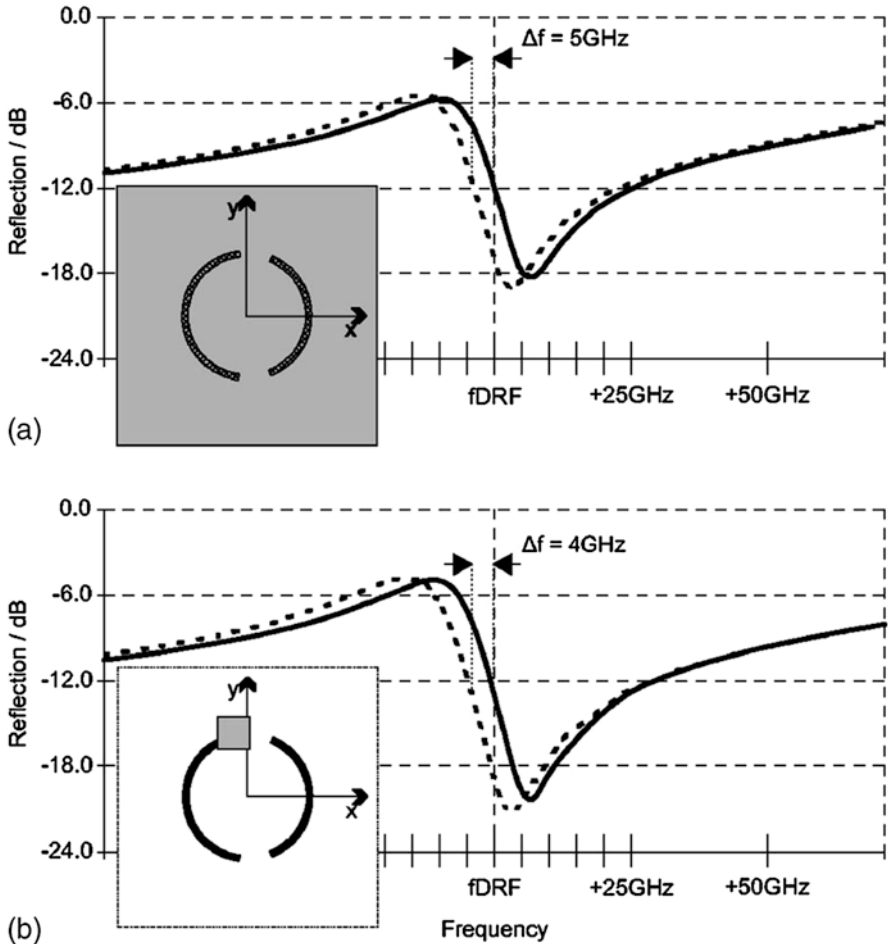 0.0
Δf = 5GHz
-6.0
Reflection / dB
-12.0
y
-18.0
x
-24.0
fDRF +25GHz +50GHz
(a)
0.0
Δf = 4GHz
-6.0
Reflection / dB
-12.0
y
-18.0
x
-24.0
fDRF +25GHz +50GHz
(b)
Frequency